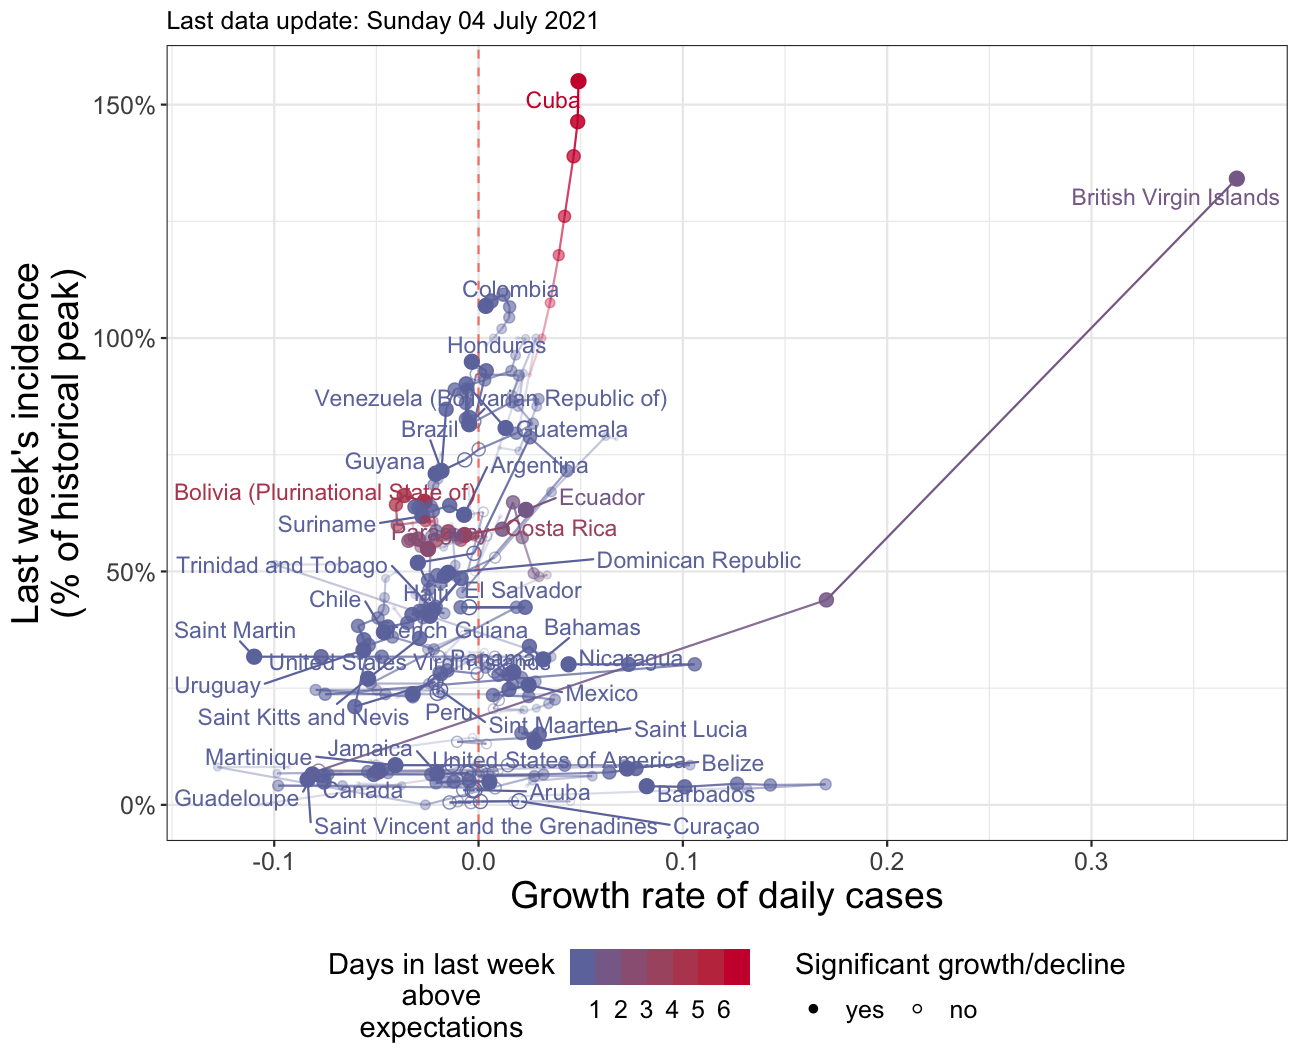 Last data update: Sunday 04 July 2021
Last week's incidence
(% of historical peak)
150%
100%
50%
0%
Cuba
British Virgin Islands
Colombia
Honduras
Venezuela (Bolivarian Republic of)
Brazil
Guatemala
Guyana
Argentina
Bolivia (Plurinational State of)
Ecuador
Suriname
Paraguay
Costa Rica
Trinidad and Tobago
Dominican Republic
Haiti
El Salvador
Chile
Saint Martin
French Guiana
Bahamas
United States Virgin Islands
Panama
Nicaragua
Uruguay
Mexico
Saint Kitts and Nevis
Peru
Sint Maarten
Saint Lucia
Martinique
Jamaica
United States of America
Belize
Guadeloupe
Canada
Aruba
Barbados
Saint Vincent and the Grenadines
Curaçao
-0.1
0.0
0.1
0.2
0.3
Growth rate of daily cases
Days in last week
above
expectations
1 2 3 4 5 6
Significant growth/decline
yes
no